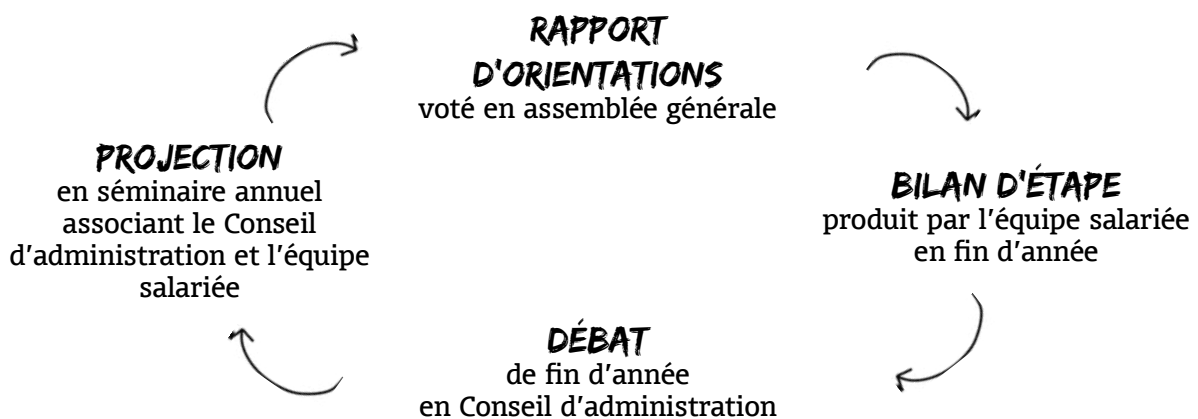 RAPPORT
D'ORIENTATIONS
voté en assemblée générale
BILAN D'ÉTAPE
produit par l'équipe salariée
en fin d'année
DÉBAT
de fin d'année
en Conseil d'administration
PROJECTION
en séminaire annuel
associant le Conseil
d'administration et l'équipe
salariée